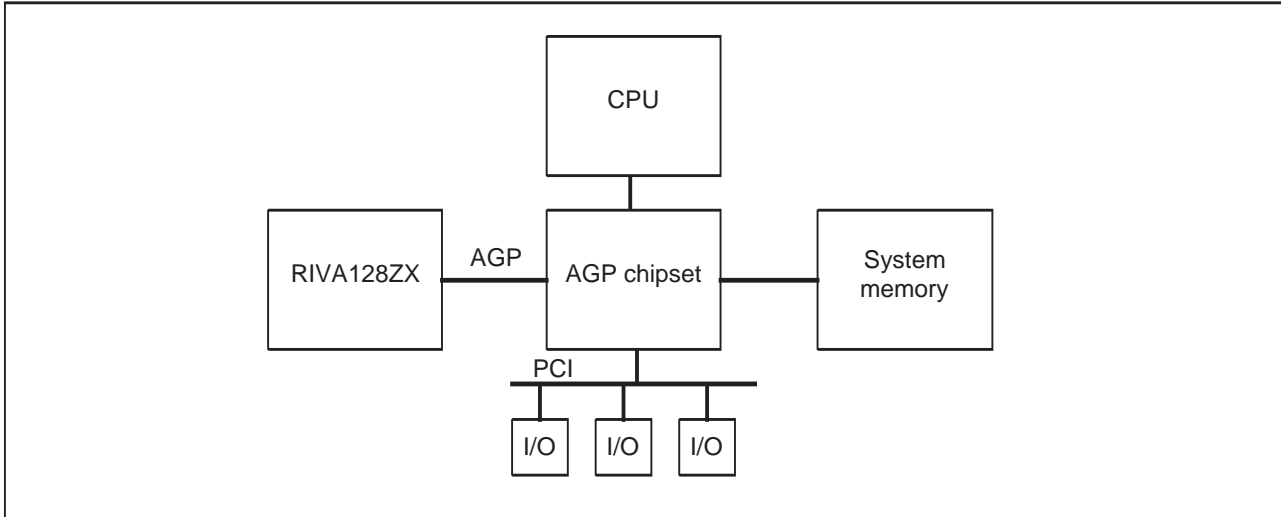 CPU
RIVA128ZX
AGP
AGP chipset
System
memory
PCI
I/O
I/O
I/O